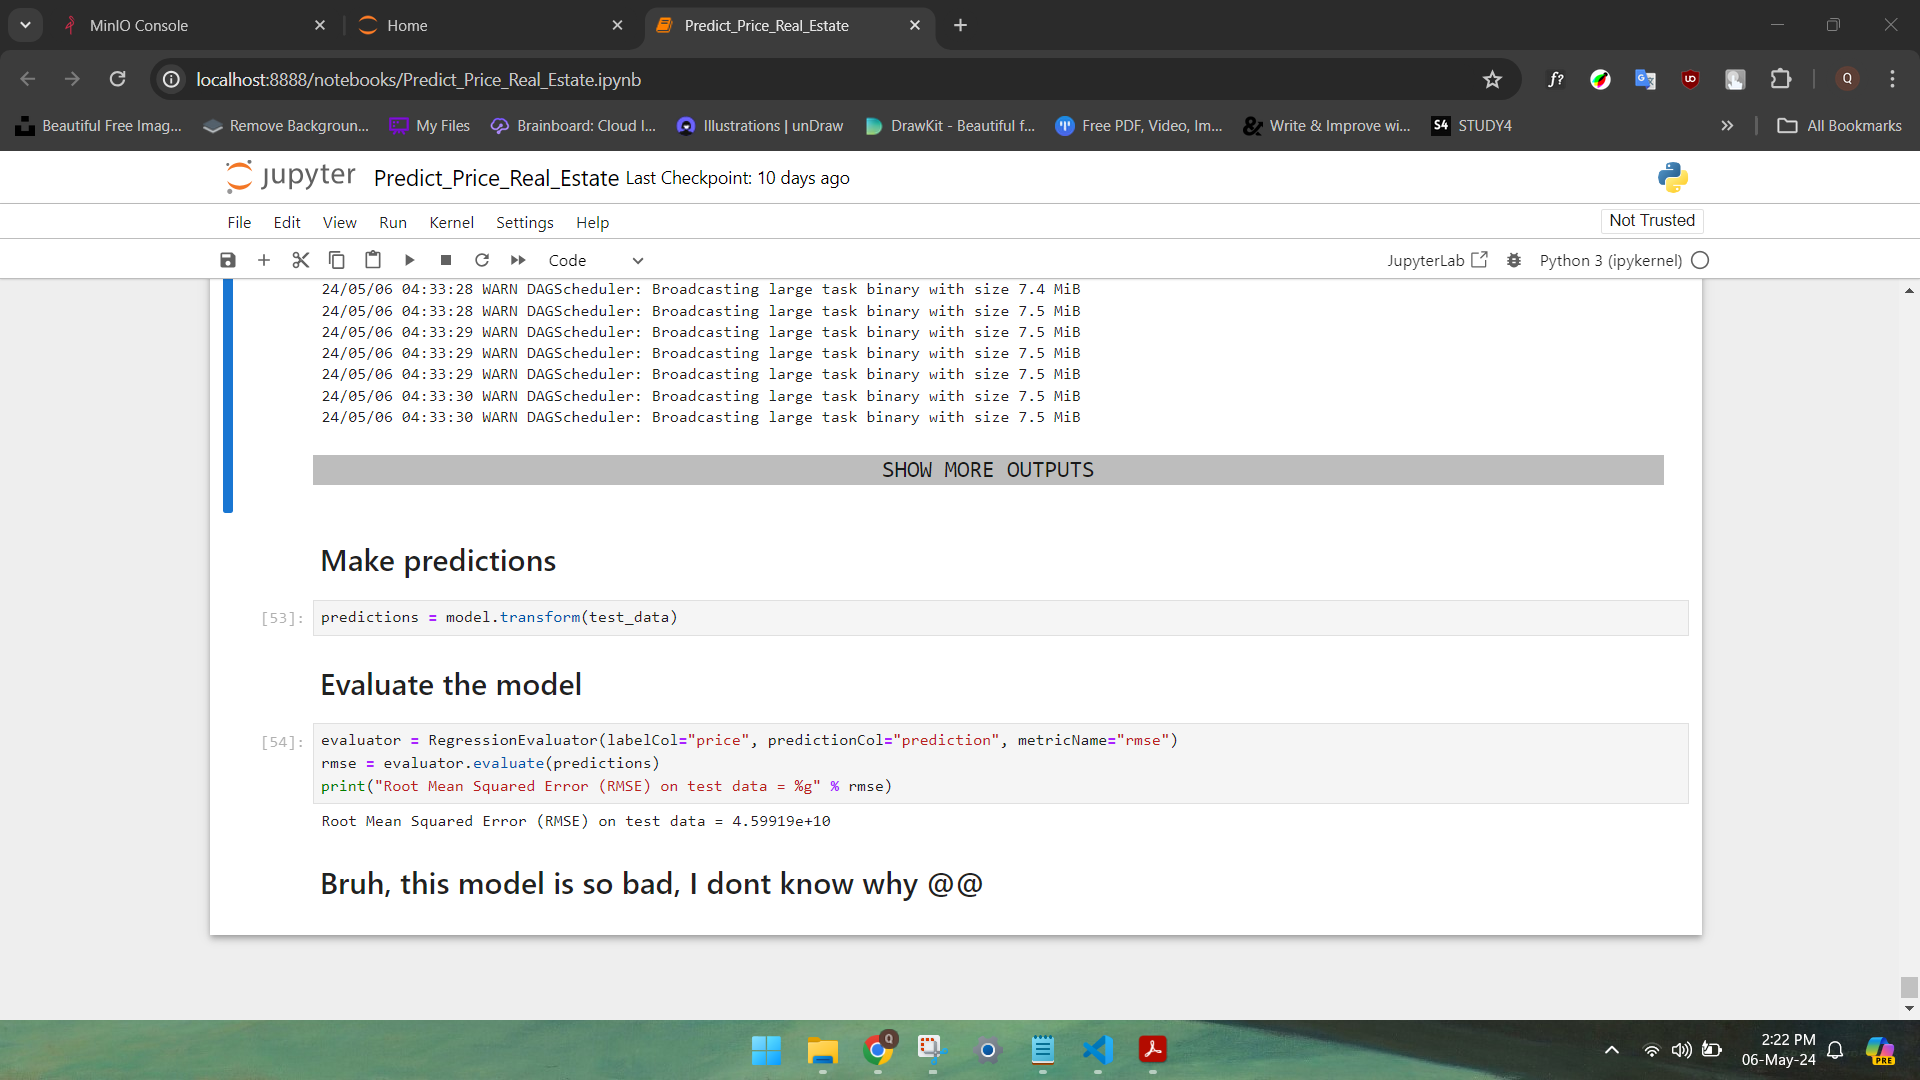 MinIO Console
Home
Predict_Price_Real_Estate
localhost:8888/notebooks/Predict_Price_Real_Estate.ipynb
f?
Q
Beautiful Free Imag...
Remove Backgroun...
My Files
Brainboard: Cloud I...
Illustrations | unDraw
DrawKit - Beautiful f...
Free PDF, Video, Im...
Write & Improve wi...
S4
STUDY4
All Bookmarks
jupyter
Predict_Price_Real_Estate
Last Checkpoint: 10 days ago
File
Edit
View
Run
Kernel
Settings
Help
Not Trusted
Code
JupyterLab
Python 3 (ipykernel)
24/05/06 04:33:28 WARN DAGScheduler: Broadcasting large task binary with size 7.4 MiB
24/05/06 04:33:28 WARN DAGScheduler: Broadcasting large task binary with size 7.5 MiB
24/05/06 04:33:29 WARN DAGScheduler: Broadcasting large task binary with size 7.5 MiB
24/05/06 04:33:29 WARN DAGScheduler: Broadcasting large task binary with size 7.5 MiB
24/05/06 04:33:29 WARN DAGScheduler: Broadcasting large task binary with size 7.5 MiB
24/05/06 04:33:30 WARN DAGScheduler: Broadcasting large task binary with size 7.5 MiB
24/05/06 04:33:30 WARN DAGScheduler: Broadcasting large task binary with size 7.5 MiB
SHOW MORE OUTPUTS
Make predictions
[53]:
predictions = model.transform(test_data)
Evaluate the model
[54]:
evaluator = RegressionEvaluator(labelCol="price", predictionCol="prediction", metricName="rmse")
rmse = evaluator.evaluate(predictions)
print("Root Mean Squared Error (RMSE) on test data = %g" % rmse)
Root Mean Squared Error (RMSE) on test data = 4.59919e+10
Bruh, this model is so bad, I dont know why @@
Q
2:22 PM
06-May-24
PRE